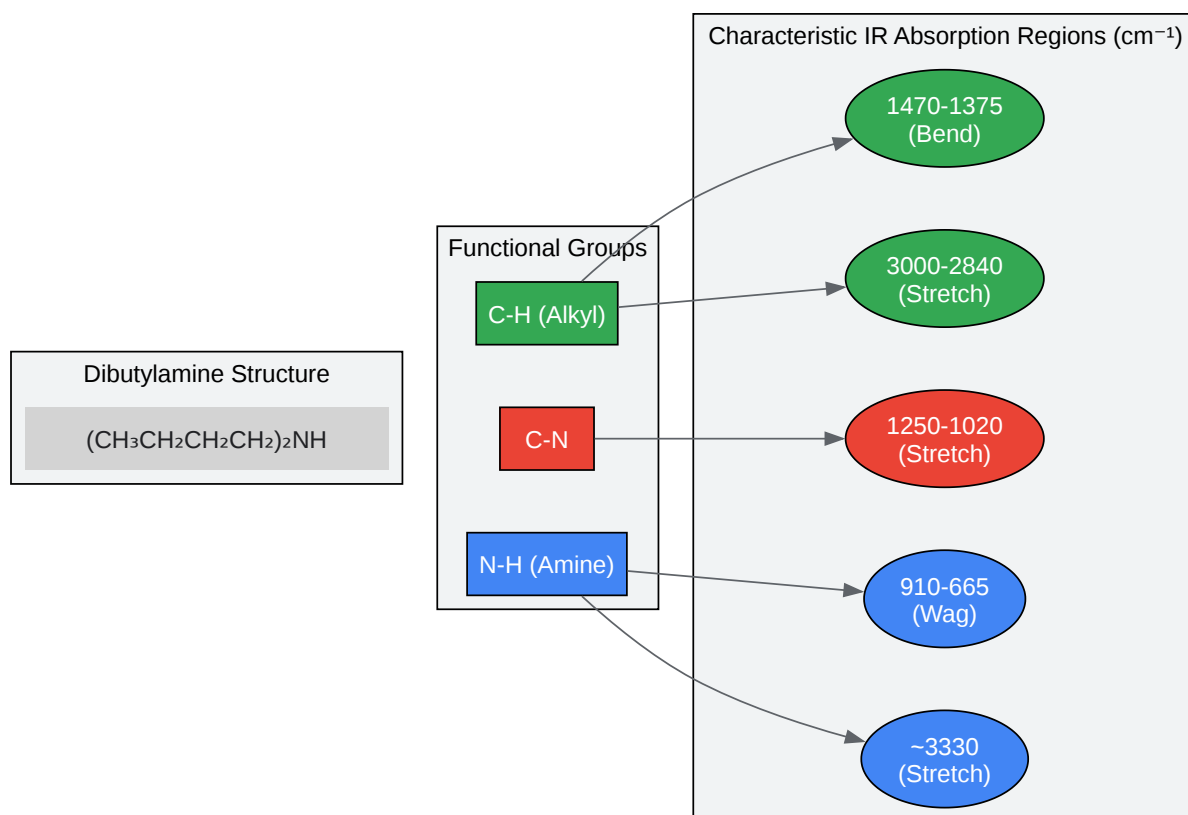 Dibutylamine Structure
(CH₃CH₂CH₂CH₂)₂NH
Functional Groups
C-H (Alkyl)
C-N
N-H (Amine)
Characteristic IR Absorption Regions (cm⁻¹)
1470-1375
(Bend)
3000-2840
(Stretch)
1250-1020
(Stretch)
910-665
(Wag)
~3330
(Stretch)